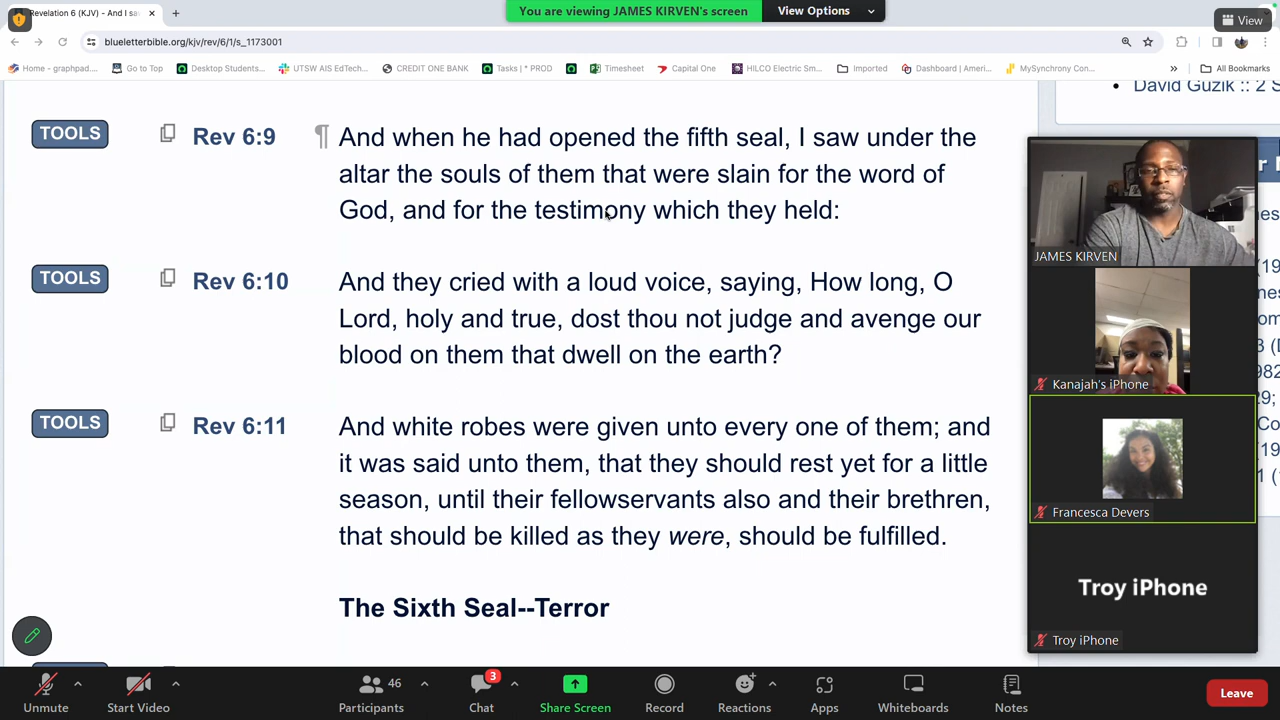 Revelation 6 (KJV) - And I sa
You are viewing JAMES KIRVEN's screen
View Options
View
blueletterbible.org/kjv/rev/6/1/s_1173001
Home - graphpad....
Go to Top
Desktop Students...
UTSW AIS EdTech...
CREDIT ONE BANK
Tasks | * PROD
Timesheet
Capital One
HILCO Electric Sm...
Imported
Dashboard | Ameri...
MySynchrony Con...
»
All Bookmarks
• David Guzik :: 2 S
TOOLS
Rev 6:9
¶ And when he had opened the fifth seal, I saw under the
altar the souls of them that were slain for the word of
God, and for the testimony which they held:
TOOLS
Rev 6:10
And they cried with a loud voice, saying, How long, O
Lord, holy and true, dost thou not judge and avenge our
blood on them that dwell on the earth?
TOOLS
Rev 6:11
And white robes were given unto every one of them; and
it was said unto them, that they should rest yet for a little
season, until their fellowservants also and their brethren,
that should be killed as they were, should be fulfilled.
The Sixth Seal--Terror
JAMES KIRVEN
Kanajah's iPhone
Francesca Devers
Troy iPhone
Troy iPhone
Unmute
Start Video
46
Participants
3
Chat
Share Screen
Record
Reactions
Apps
Whiteboards
Notes
Leave